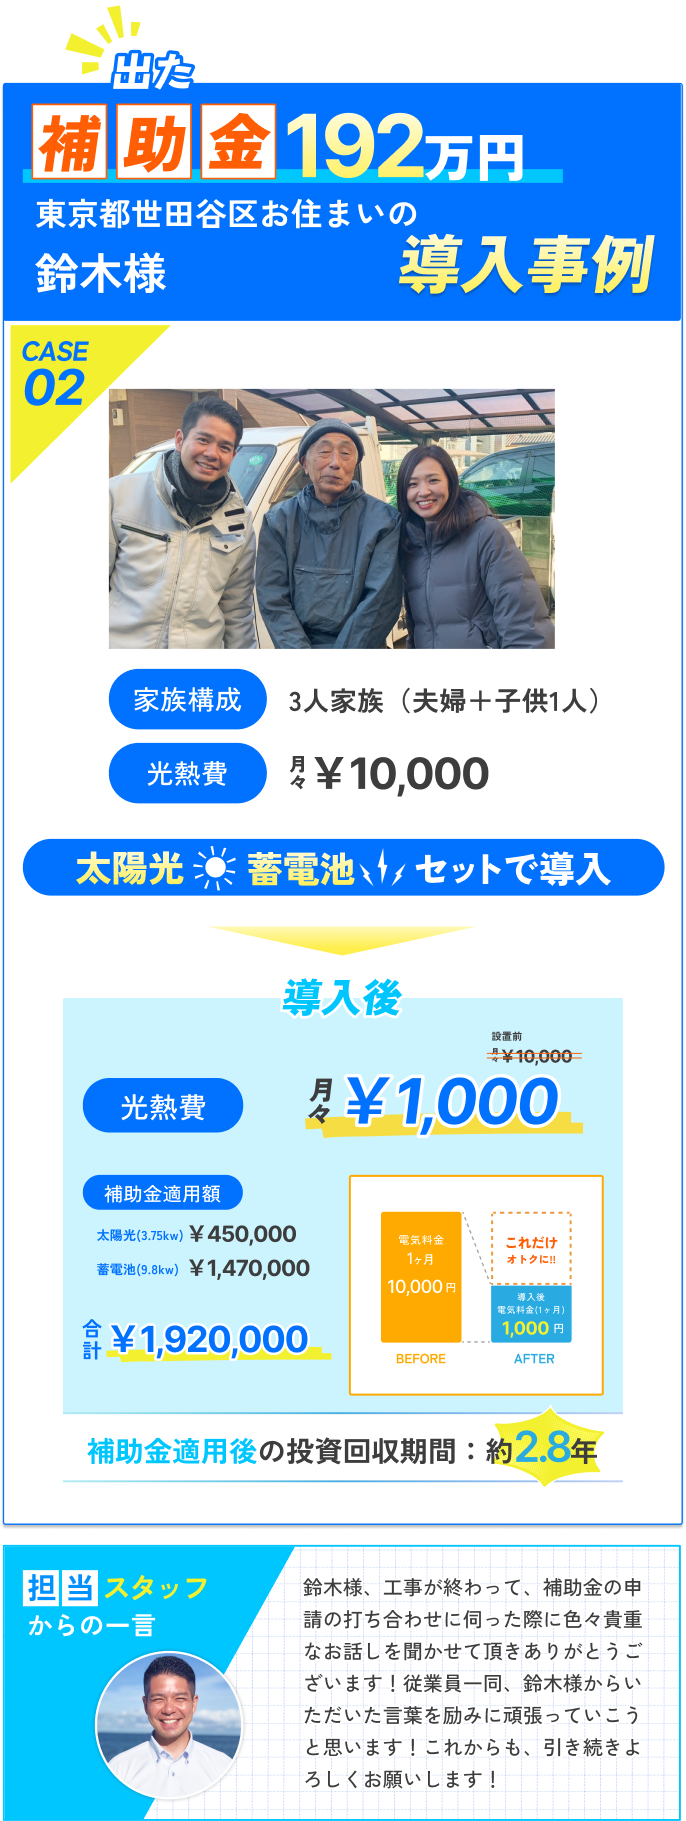 出た
補助金192万円
東京都世田谷区お住まいの
鈴木様
導入事例
CASE
02
家族構成
3人家族（夫婦＋子供1人）
光熱費
月々￥10,000
太陽光 蓄電池 セットで導入
導入後
設置前
月々￥10,000
光熱費
月々￥1,000
補助金適用額
太陽光(3.75kw) ￥450,000
蓄電池(9.8kw) ￥1,470,000
合計 ￥1,920,000
電気料金
1ヶ月
10,000 円
BEFORE
これだけ
オトクに!!
導入後
電気料金(1ヶ月)
1,000 円
AFTER
補助金適用後の投資回収期間：約2.8年
担当スタッフ
からの一言
鈴木様、工事が終わって、補助金の申
請の打ち合わせに伺った際に色々貴重
なお話しを聞かせて頂きありがとうご
ざいます！従業員一同、鈴木様からい
ただいた言葉を励みに頑張っていこう
と思います！これからも、引き続きよ
ろしくお願いします！